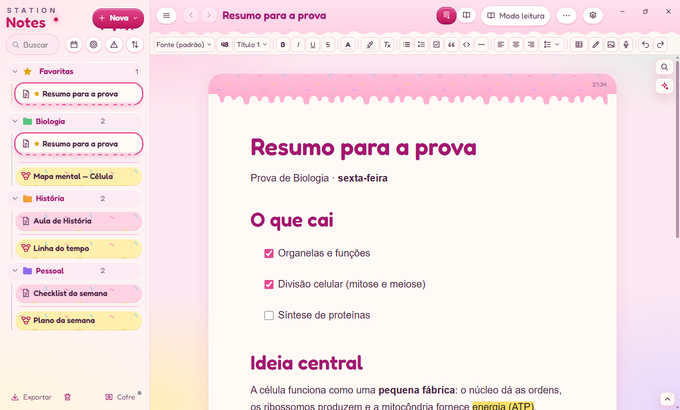 STATION
Notes
+ Nova
Buscar
Favoritas 1
Resumo para a prova
Biologia 2
Resumo para a prova
Mapa mental — Célula
História 2
Aula de História
Linha do tempo
Pessoal 2
Checklist da semana
Plano da semana
Exportar
Cofre
Resumo para a prova
Modo leitura
Fonte (padrão) 48 Título 1 B I U S A
21:34
Resumo para a prova
Prova de Biologia · sexta-feira
O que cai
Organelas e funções
Divisão celular (mitose e meiose)
Síntese de proteínas
Ideia central
A célula funciona como uma pequena fábrica: o núcleo dá as ordens,
os ribossomos produzem e a mitocôndria fornece energia (ATP).